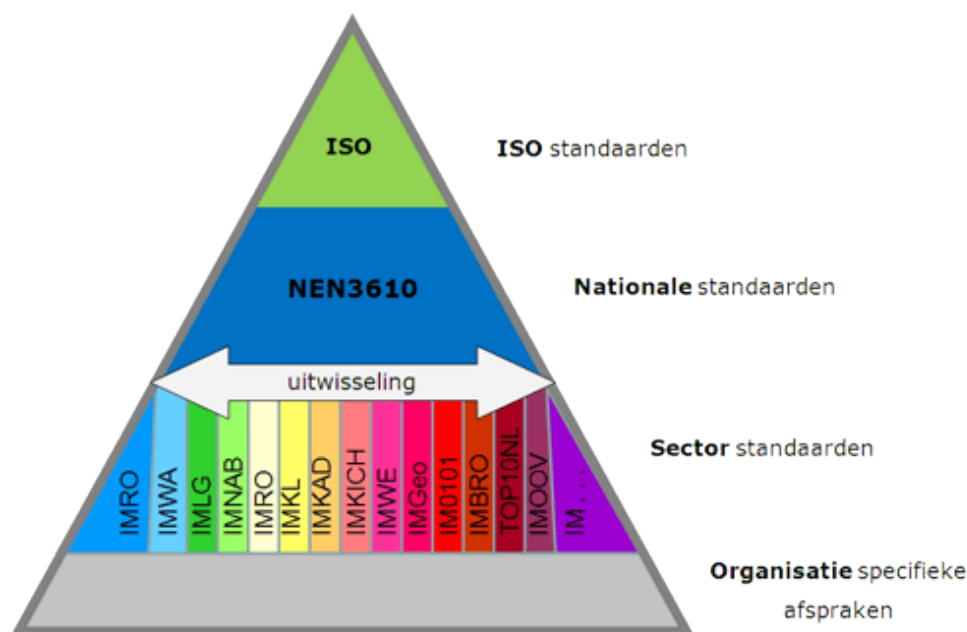 ISO
ISO standaarden
NEN3610
Nationale standaarden
uitwisseling
Sector standaarden
IMRO
IMWA
IMLG
IMNAB
IMRO
IMKL
IMKAD
IMKICH
IMWE
IMGeo
IM0101
IMBRO
TOP10NL
IMOOV
IM . . . .
Organisatie specifieke
afspraken